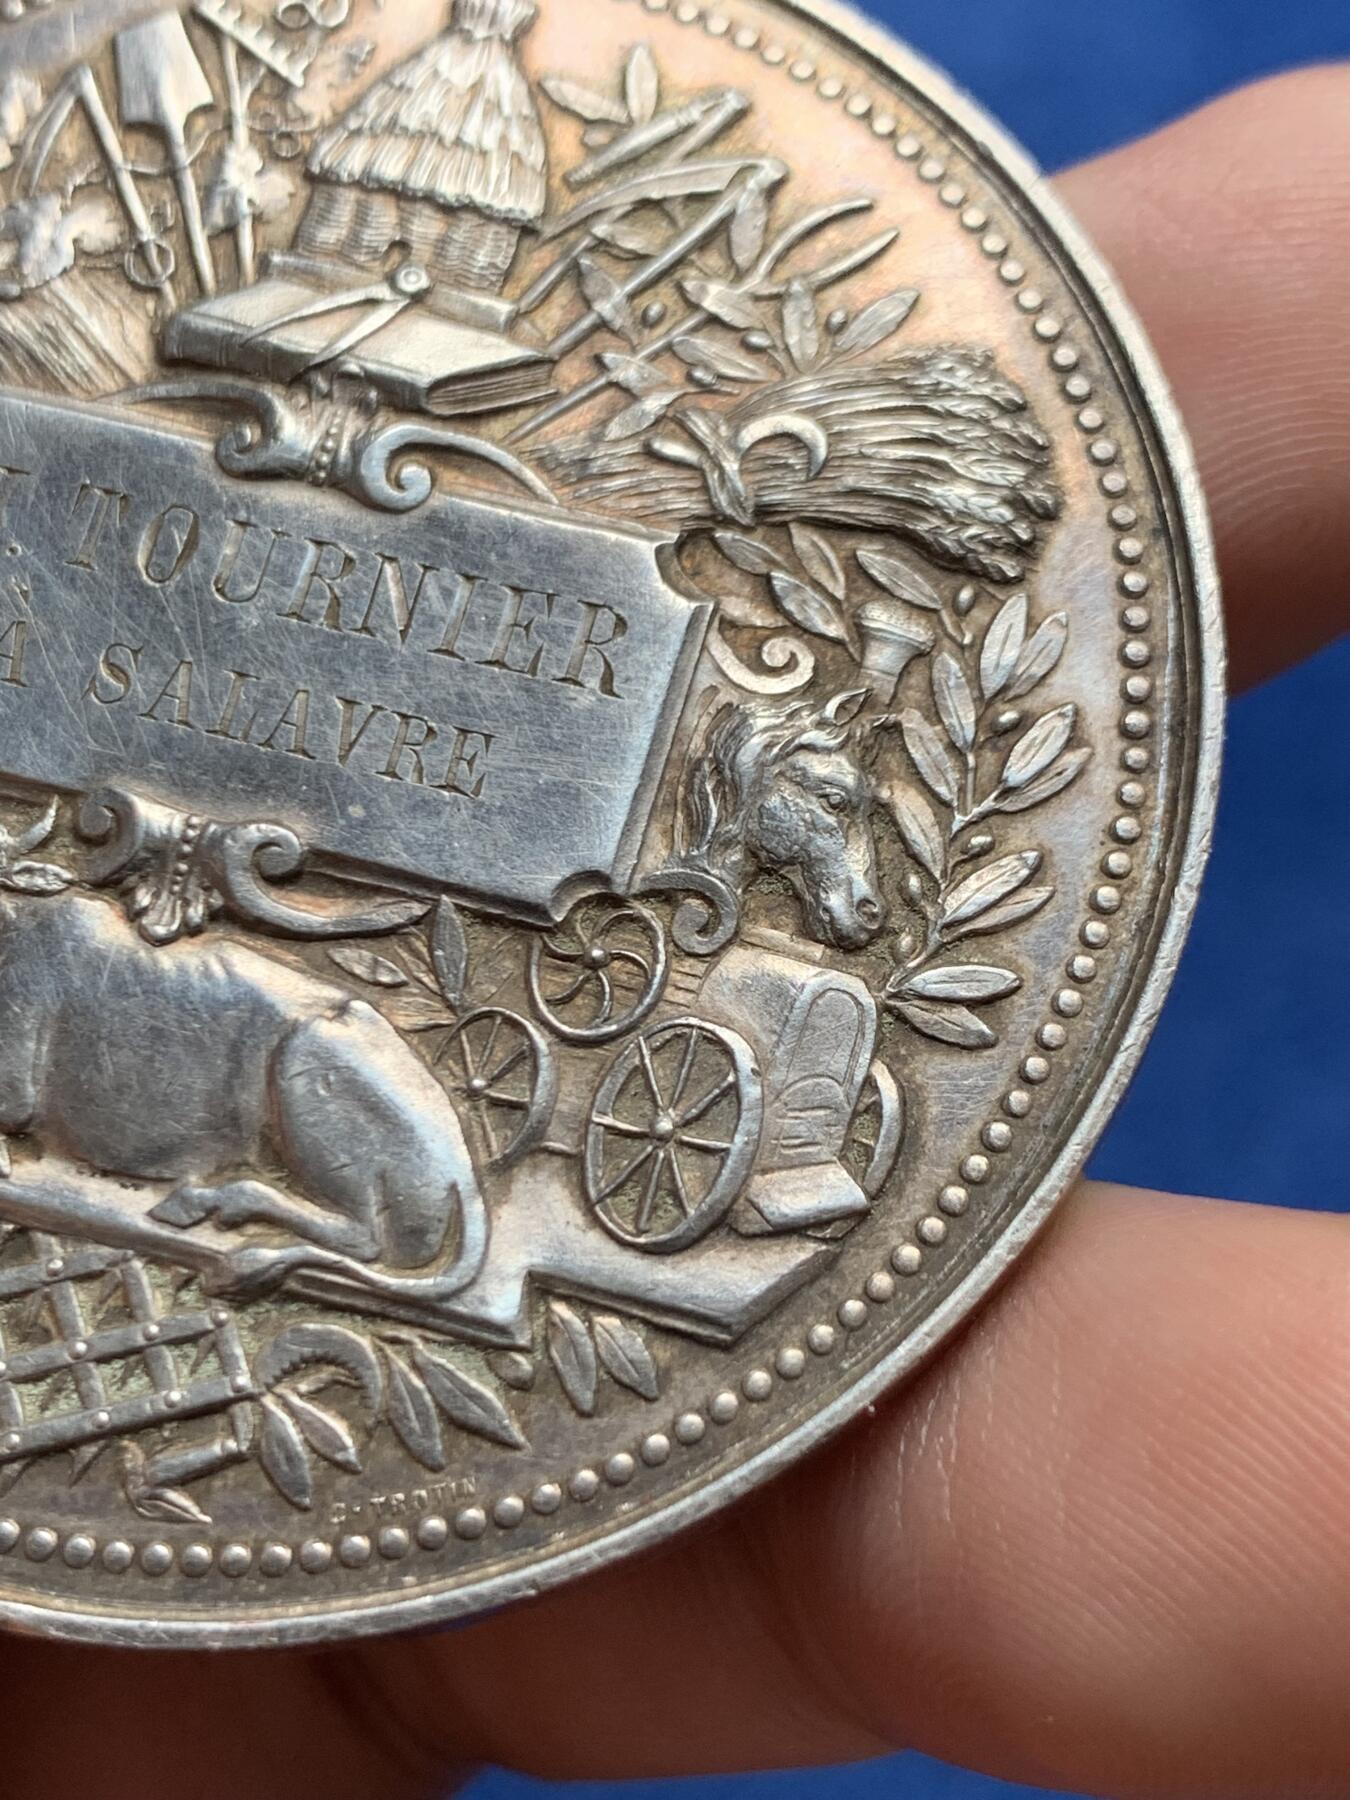 . TOURNIER
A SALAVRE
C·TROTIN